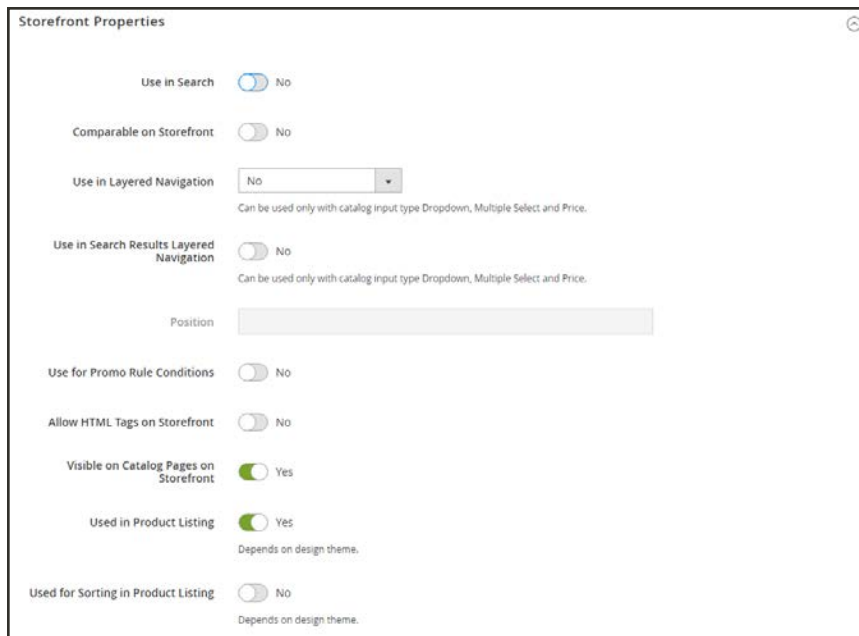 Storefront Properties
Use in Search No
Comparable on Storefront No
Use in Layered Navigation No
Can be used only with catalog input type Dropdown, Multiple Select and Price.
Use in Search Results Layered
Navigation No
Can be used only with catalog input type Dropdown, Multiple Select and Price.
Position
Use for Promo Rule Conditions No
Allow HTML Tags on Storefront No
Visible on Catalog Pages on
Storefront Yes
Used in Product Listing Yes
Depends on design theme.
Used for Sorting in Product Listing No
Depends on design theme.